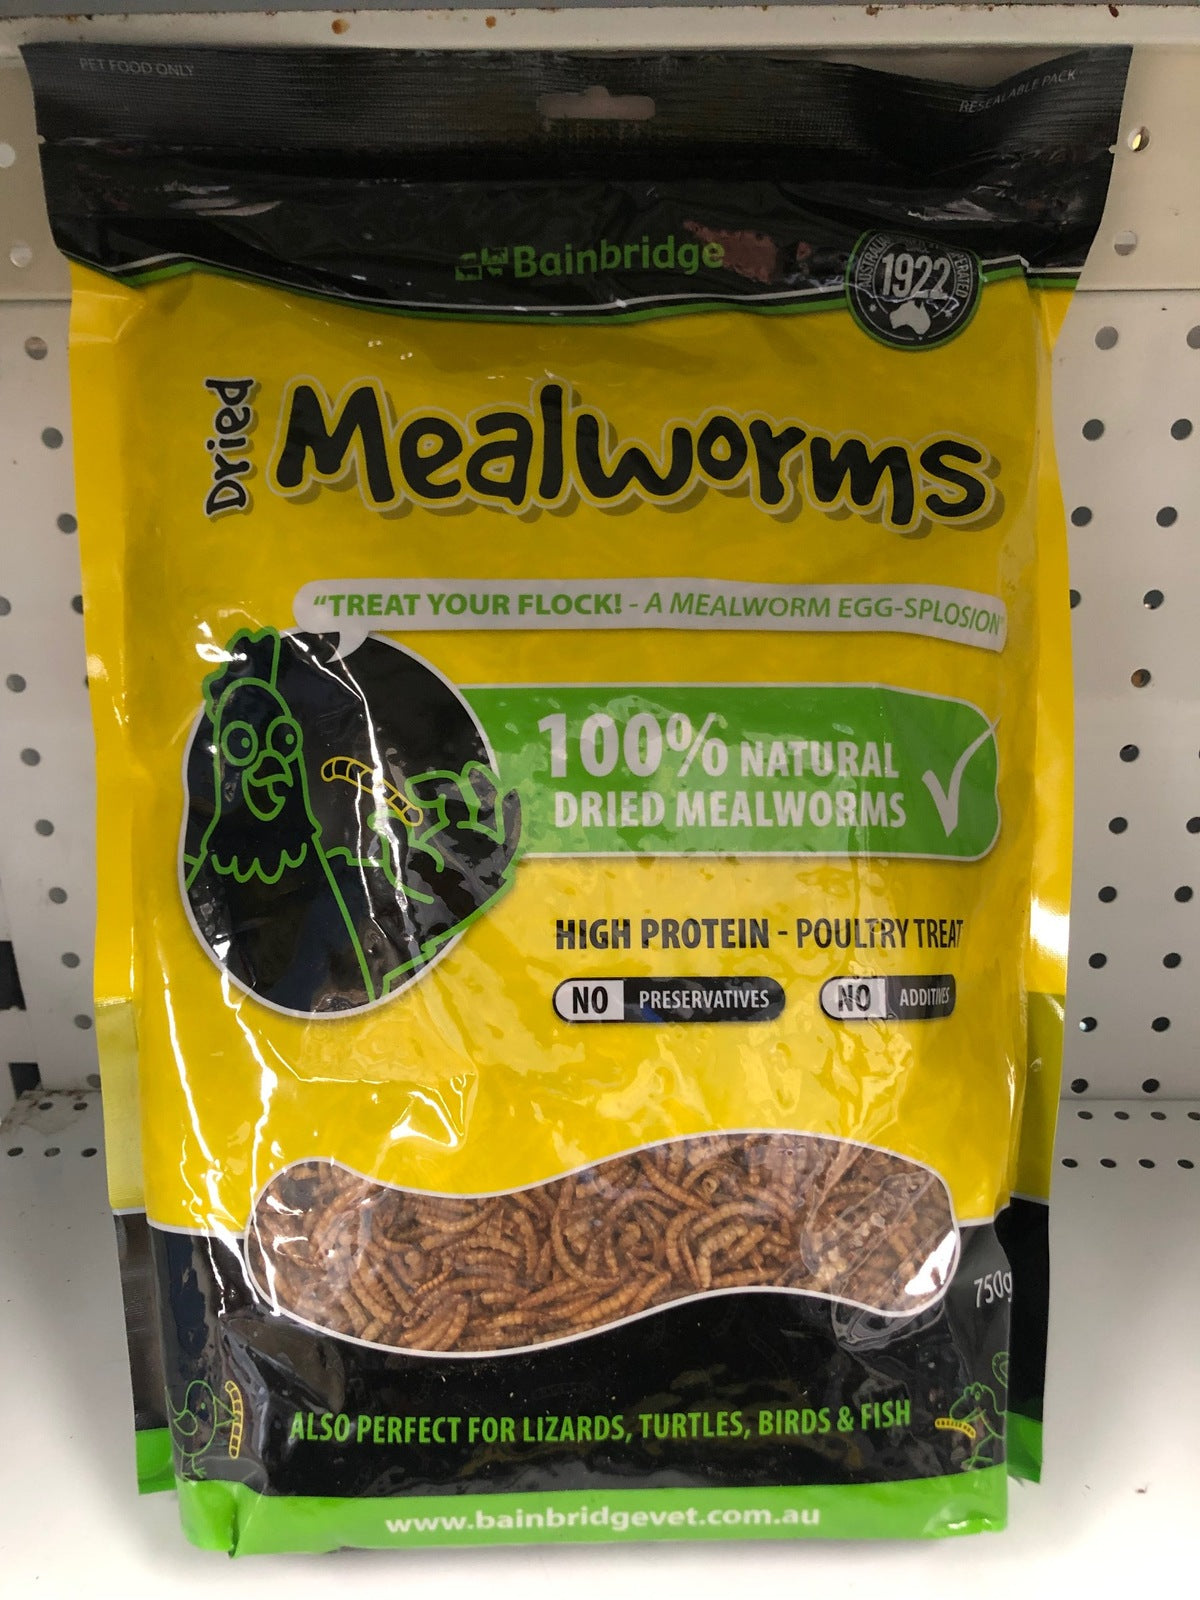 PET FOOD ONLY
RESEALABLE PACK
Bainbridge
AUSTRALIAN
1922
Dried
Mealworms
"TREAT YOUR FLOCK! - A MEALWORM EGG-SPLOSION"
100% NATURAL
DRIED MEALWORMS
HIGH PROTEIN - POULTRY TREAT
NO PRESERVATIVES
NO ADDITIVES
750g
ALSO PERFECT FOR LIZARDS, TURTLES, BIRDS & FISH
www.bainbridgevet.com.au